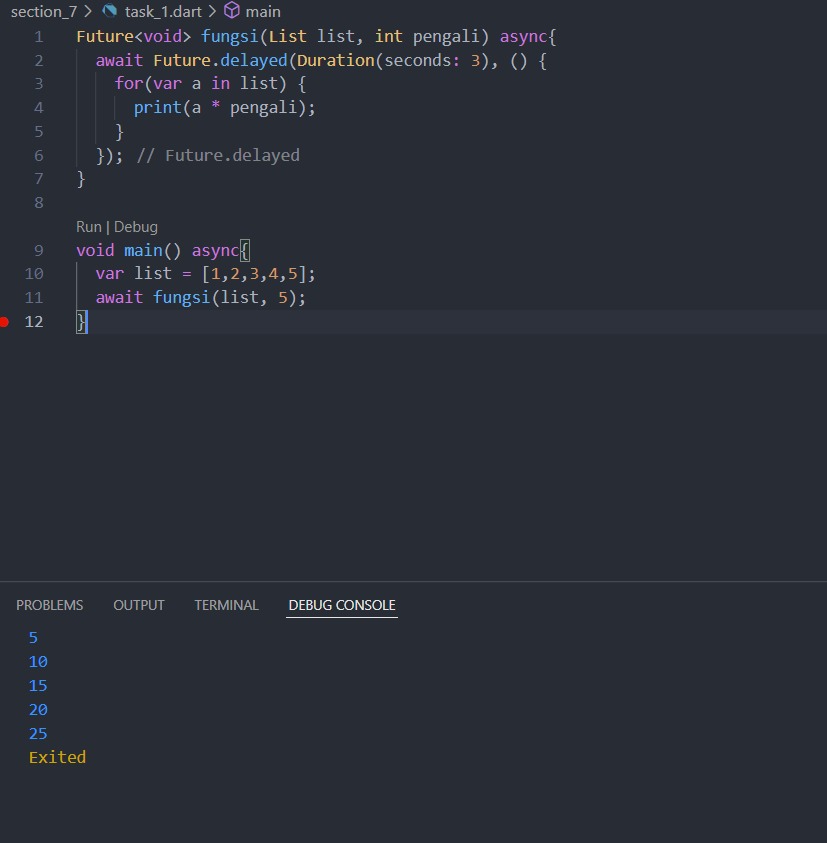 section_7 > task_1.dart > main
1 Future<void> fungsi(List list, int pengali) async{
2   await Future.delayed(Duration(seconds: 3), () {
3     for(var a in list) {
4       print(a * pengali);
5     }
6   }); // Future.delayed
7 }
8
Run | Debug
9 void main() async{
10   var list = [1,2,3,4,5];
11   await fungsi(list, 5);
12 }
PROBLEMS OUTPUT TERMINAL DEBUG CONSOLE
5
10
15
20
25
Exited